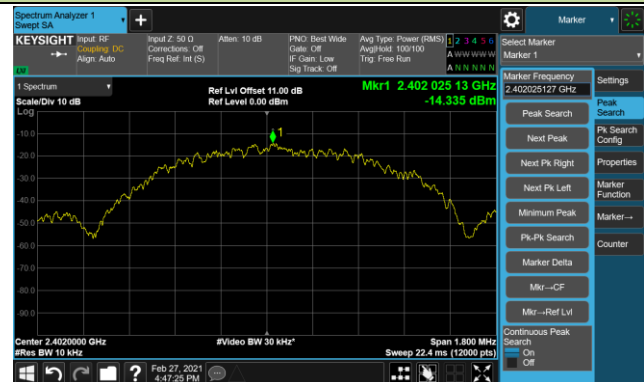 Spectrum Analyzer 1
Swept SA
+
Marker
KEYSIGHT
Input: RF
Coupling: DC
Align: Auto
Input Z: 50 Ω
Corrections: Off
Freq Ref: Int (S)
Atten: 10 dB
PNO: Best Wide
Gate: Off
IF Gain: Low
Sig Track: Off
Avg Type: Power (RMS)
Avg|Hold: 100/100
Trig: Free Run
1 2 3 4 5 6
A W W W W W
A N N N N N
Select Marker
Marker 1
1 Spectrum
Scale/Div 10 dB
Log
Ref Lvl Offset 11.00 dB
Ref Level 0.00 dBm
Mkr1 2.402 025 13 GHz
-14.335 dBm
1
-10.0
-20.0
-30.0
-40.0
-50.0
-60.0
-70.0
-80.0
-90.0
Center 2.4020000 GHz
#Res BW 10 kHz
#Video BW 30 kHz*
Span 1.800 MHz
Sweep 22.4 ms (12000 pts)
Marker Frequency
2.402025127 GHz
Peak Search
Next Peak
Next Pk Right
Next Pk Left
Minimum Peak
Pk-Pk Search
Marker Delta
Mkr→CF
Mkr→Ref Lvl
Continuous Peak
Search
On
Off
Settings
Peak
Search
Pk Search
Config
Properties
Marker
Function
Marker→
Counter
?
Feb 27, 2021
4:47:25 PM